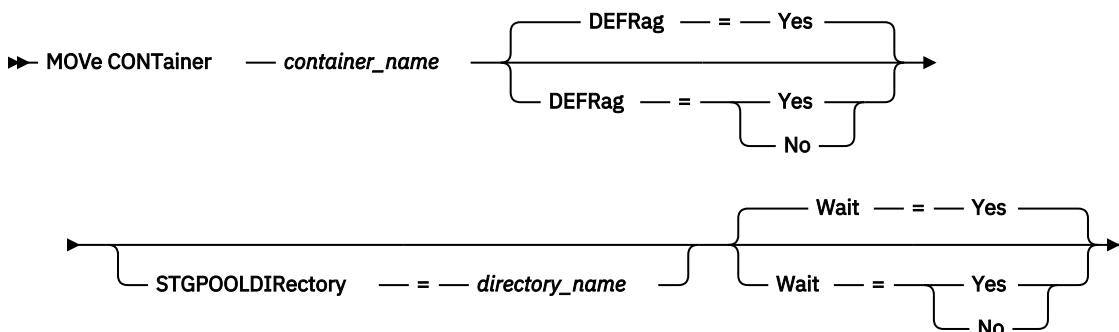 DEFRag = Yes
MOVe CONTainer container_name
DEFRag = Yes
No
Wait = Yes
STGPOOLDIRectory = directory_name
Wait = Yes
No